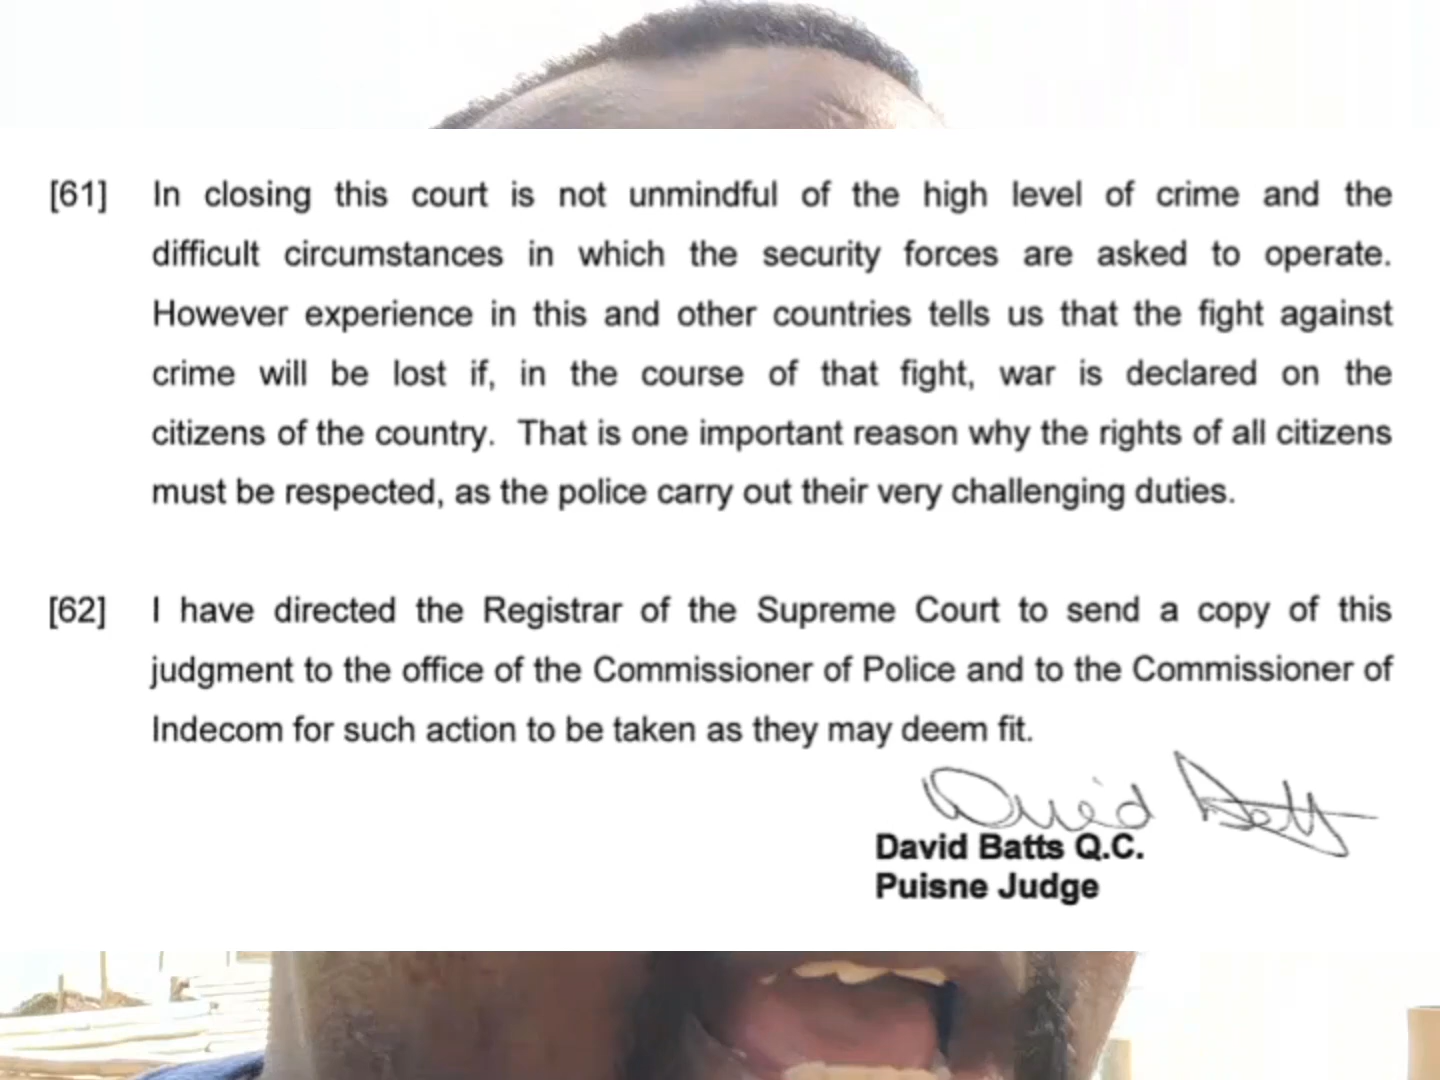 [61] In closing this court is not unmindful of the high level of crime and the
difficult circumstances in which the security forces are asked to operate.
However experience in this and other countries tells us that the fight against
crime will be lost if, in the course of that fight, war is declared on the
citizens of the country. That is one important reason why the rights of all citizens
must be respected, as the police carry out their very challenging duties.
[62] I have directed the Registrar of the Supreme Court to send a copy of this
judgment to the office of the Commissioner of Police and to the Commissioner of
Indecom for such action to be taken as they may deem fit.
David Batts
David Batts Q.C.
Puisne Judge